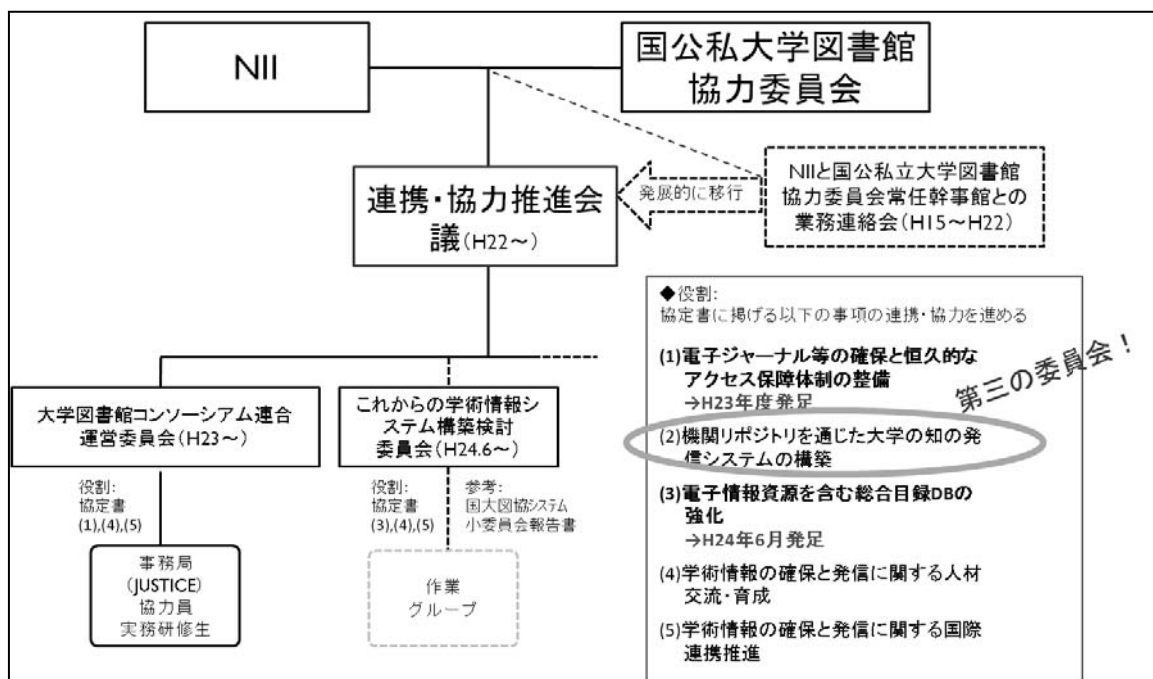 NII
国公私大学図書館
協力委員会
連携・協力推進会
議(H22～)
発展的に移行
NIIと国公私立大学図書館
協力委員会常任幹事館との
業務連絡会(H15～H22)
大学図書館コンソーシアム連合
運営委員会(H23～)
これからの学術情報シ
ステム構築検討
委員会(H24.6～)
役割:
協定書
(1),(4),(5)
役割:
協定書
(3),(4),(5)
参考:
国大図協システム
小委員会報告書
事務局
(JUSTICE)
協力員
実務研修生
作業
グループ
◆役割:
協定書に掲げる以下の事項の連携・協力を進める
(1)電子ジャーナル等の確保と恒久的な
アクセス保障体制の整備
→H23年度発足
第三の委員会！
(2)機関リポジトリを通じた大学の知の発
信システムの構築
(3)電子情報資源を含む総合目録DBの
強化
→H24年6月発足
(4)学術情報の確保と発信に関する人材
交流・育成
(5)学術情報の確保と発信に関する国際
連携推進